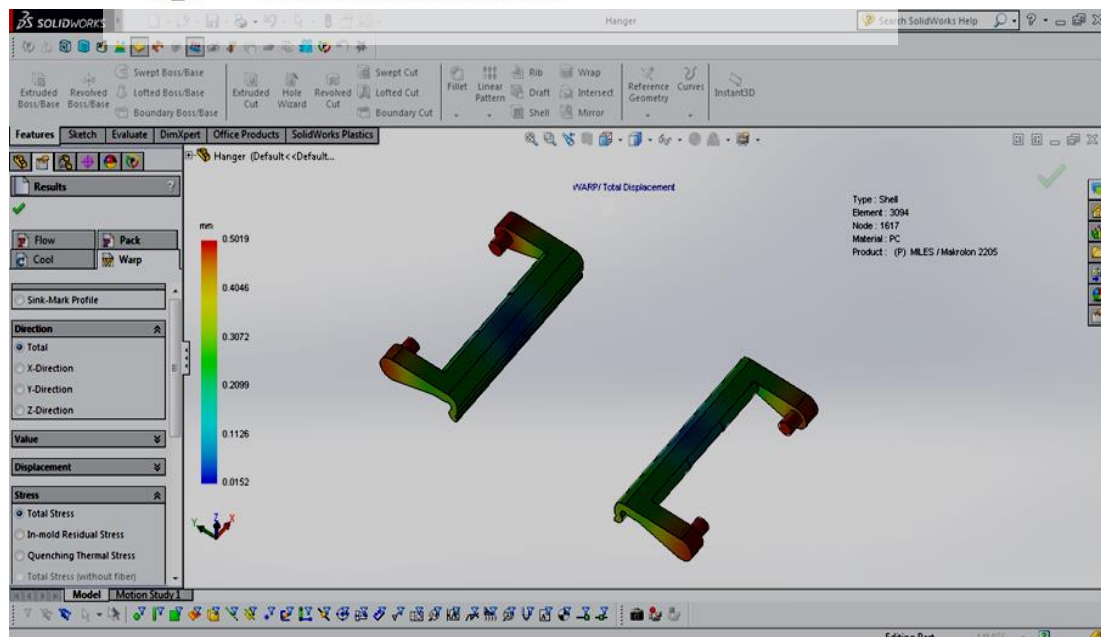 SOLIDWORKS
Hanger
Search SolidWorks Help
Extruded Boss/Base
Revolved Boss/Base
Swept Boss/Base
Lofted Boss/Base
Boundary Boss/Base
Extruded Cut
Hole Wizard
Revolved Cut
Swept Cut
Lofted Cut
Boundary Cut
Fillet
Linear Pattern
Rib
Draft
Shell
Wrap
Intersect
Mirror
Reference Geometry
Curves
Instant3D
Features Sketch Evaluate DimXpert Office Products SolidWorks Plastics
Hanger (Default<<Default...
Results ?
Flow Pack
Cool Warp
Sink-Mark Profile
Direction
Total
X-Direction
Y-Direction
Z-Direction
Value
Displacement
Stress
Total Stress
In-mold Residual Stress
Quenching Thermal Stress
Total Stress (without fiber)
mm
0.5019
0.4046
0.3072
0.2099
0.1126
0.0152
WARP/ Total Displacement
Type : Shell
Element : 3094
Node : 1617
Material : PC
Product : (P) MILES / Makrolon 2205
Y Z X
Model Motion Study 1
Editing Part MMGS